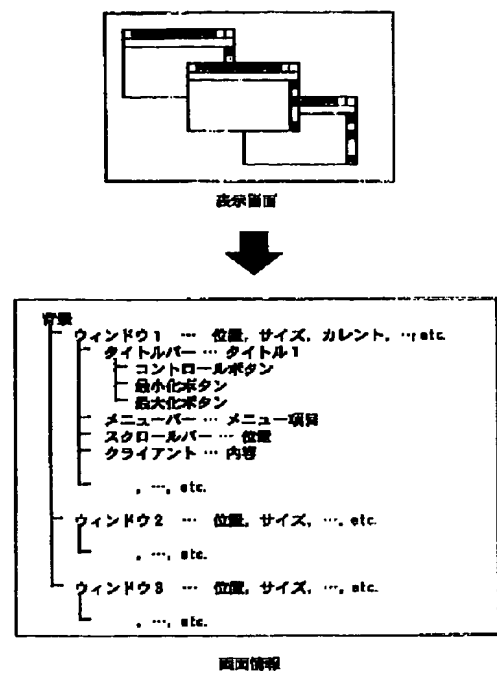 表示画面
背景
ウィンドウ1 … 位置, サイズ, カレント, …, etc.
タイトルバー … タイトル1
コントロールボタン
最小化ボタン
最大化ボタン
メニューバー … メニュー項目
スクロールバー … 位置
クライアント … 内容
, …, etc.
ウィンドウ2 … 位置, サイズ, …, etc.
, …, etc.
ウィンドウ3 … 位置, サイズ, …, etc.
, …, etc.
画面情報